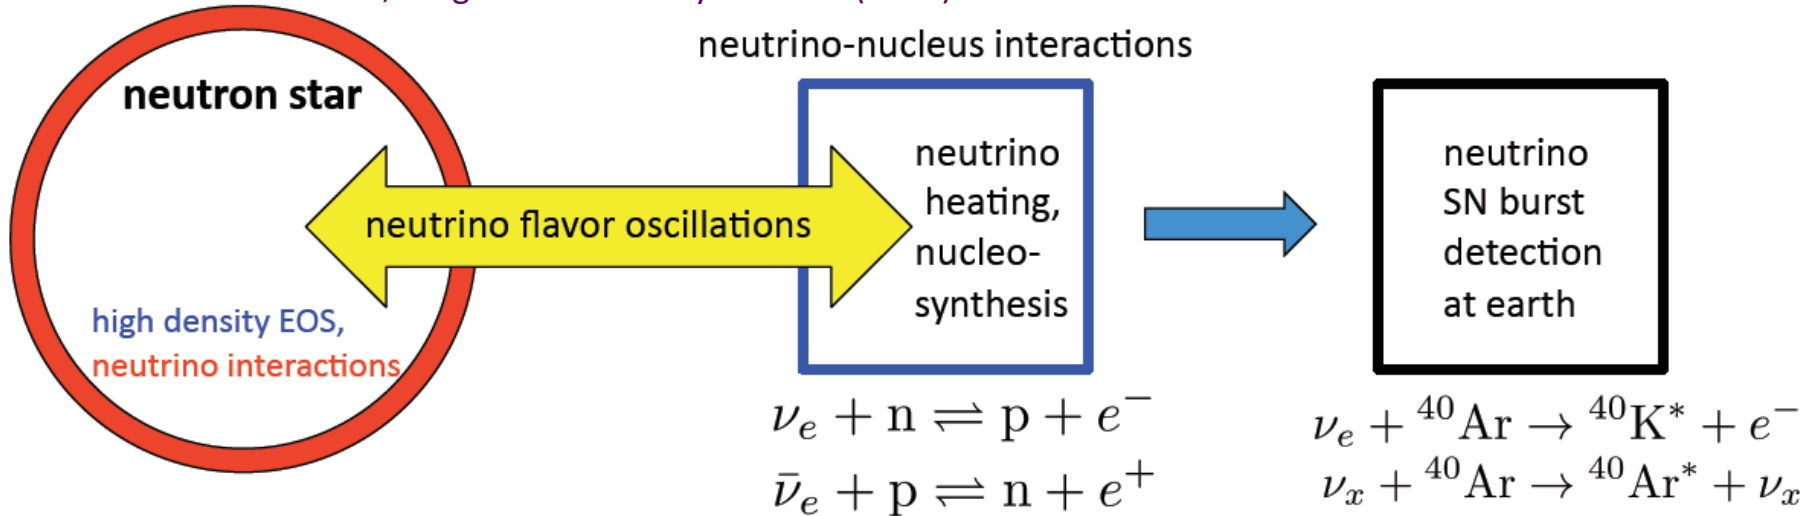 neutrino-nucleus interactions
neutron star
neutrino flavor oscillations
high density EOS,
neutrino interactions
neutrino
heating,
nucleo-
synthesis
neutrino
SN burst
detection
at earth
νₑ + n ⇌ p + e⁻
ν̄ₑ + p ⇌ n + e⁺
νₑ + ⁴⁰Ar → ⁴⁰K* + e⁻
νₓ + ⁴⁰Ar → ⁴⁰Ar* + νₓ